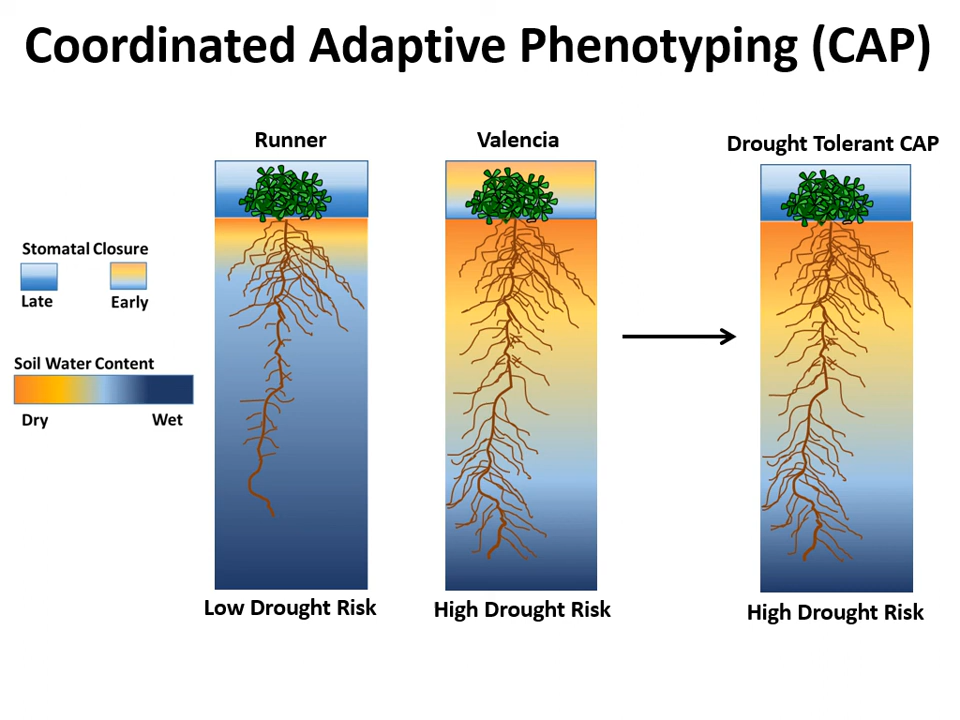 Coordinated Adaptive Phenotyping (CAP)
Runner
Valencia
Drought Tolerant CAP
Stomatal Closure
Late
Early
Soil Water Content
Dry
Wet
Low Drought Risk
High Drought Risk
High Drought Risk